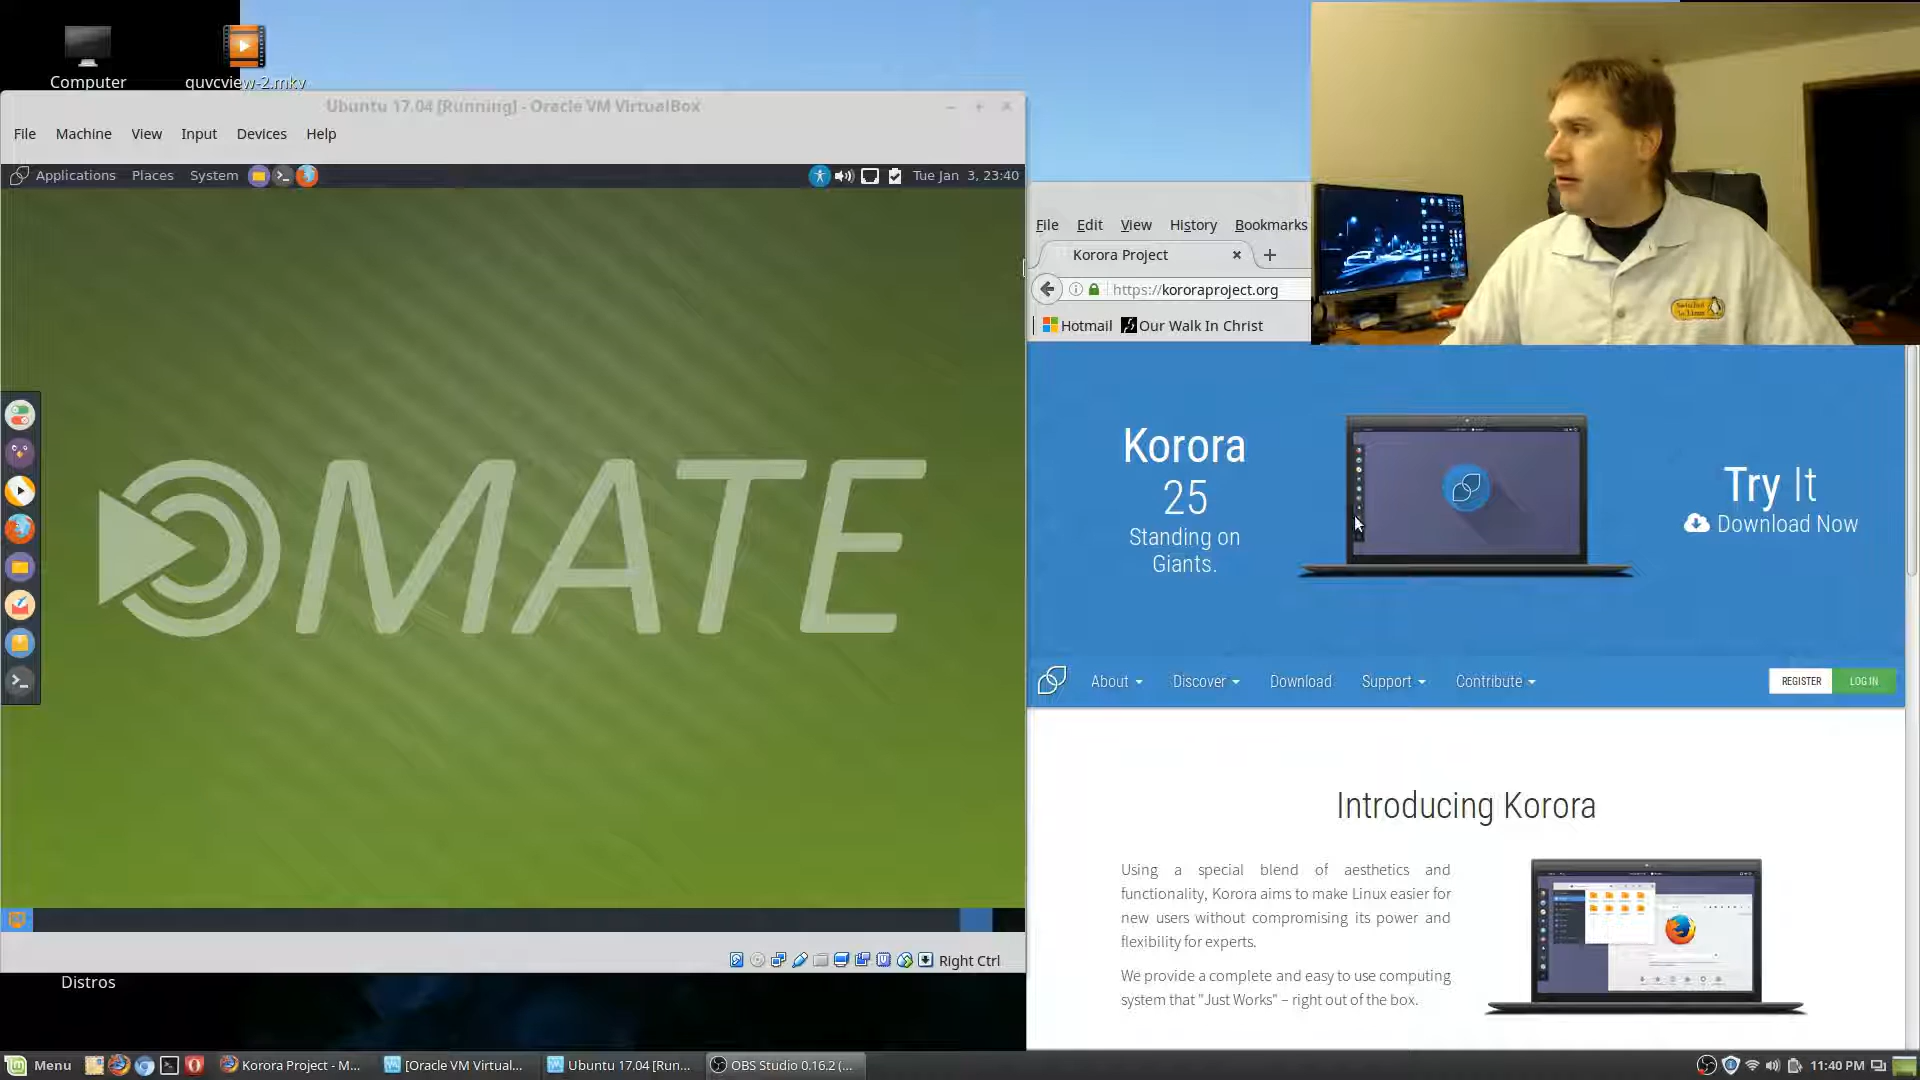 Computer
guvcview-2.mkv
Ubuntu 17.04 [Running] - Oracle VM VirtualBox
File Machine View Input Devices Help
Applications Places System
Tue Jan 3, 23:40
MATE
Right Ctrl
Distros
File Edit View History Bookmarks
Korora Project
https://kororaproject.org
Hotmail Our Walk In Christ
Switched
to Linux
Korora
25
Standing on
Giants.
Try It
Download Now
About Discover Download Support Contribute
REGISTER LOG IN
Introducing Korora
Using a special blend of aesthetics and
functionality, Korora aims to make Linux easier for
new users without compromising its power and
flexibility for experts.
We provide a complete and easy to use computing
system that "Just Works" – right out of the box.
Menu
Korora Project - M...
[Oracle VM Virtual...
Ubuntu 17.04 [Run...
OBS Studio 0.16.2 (...
11:40 PM